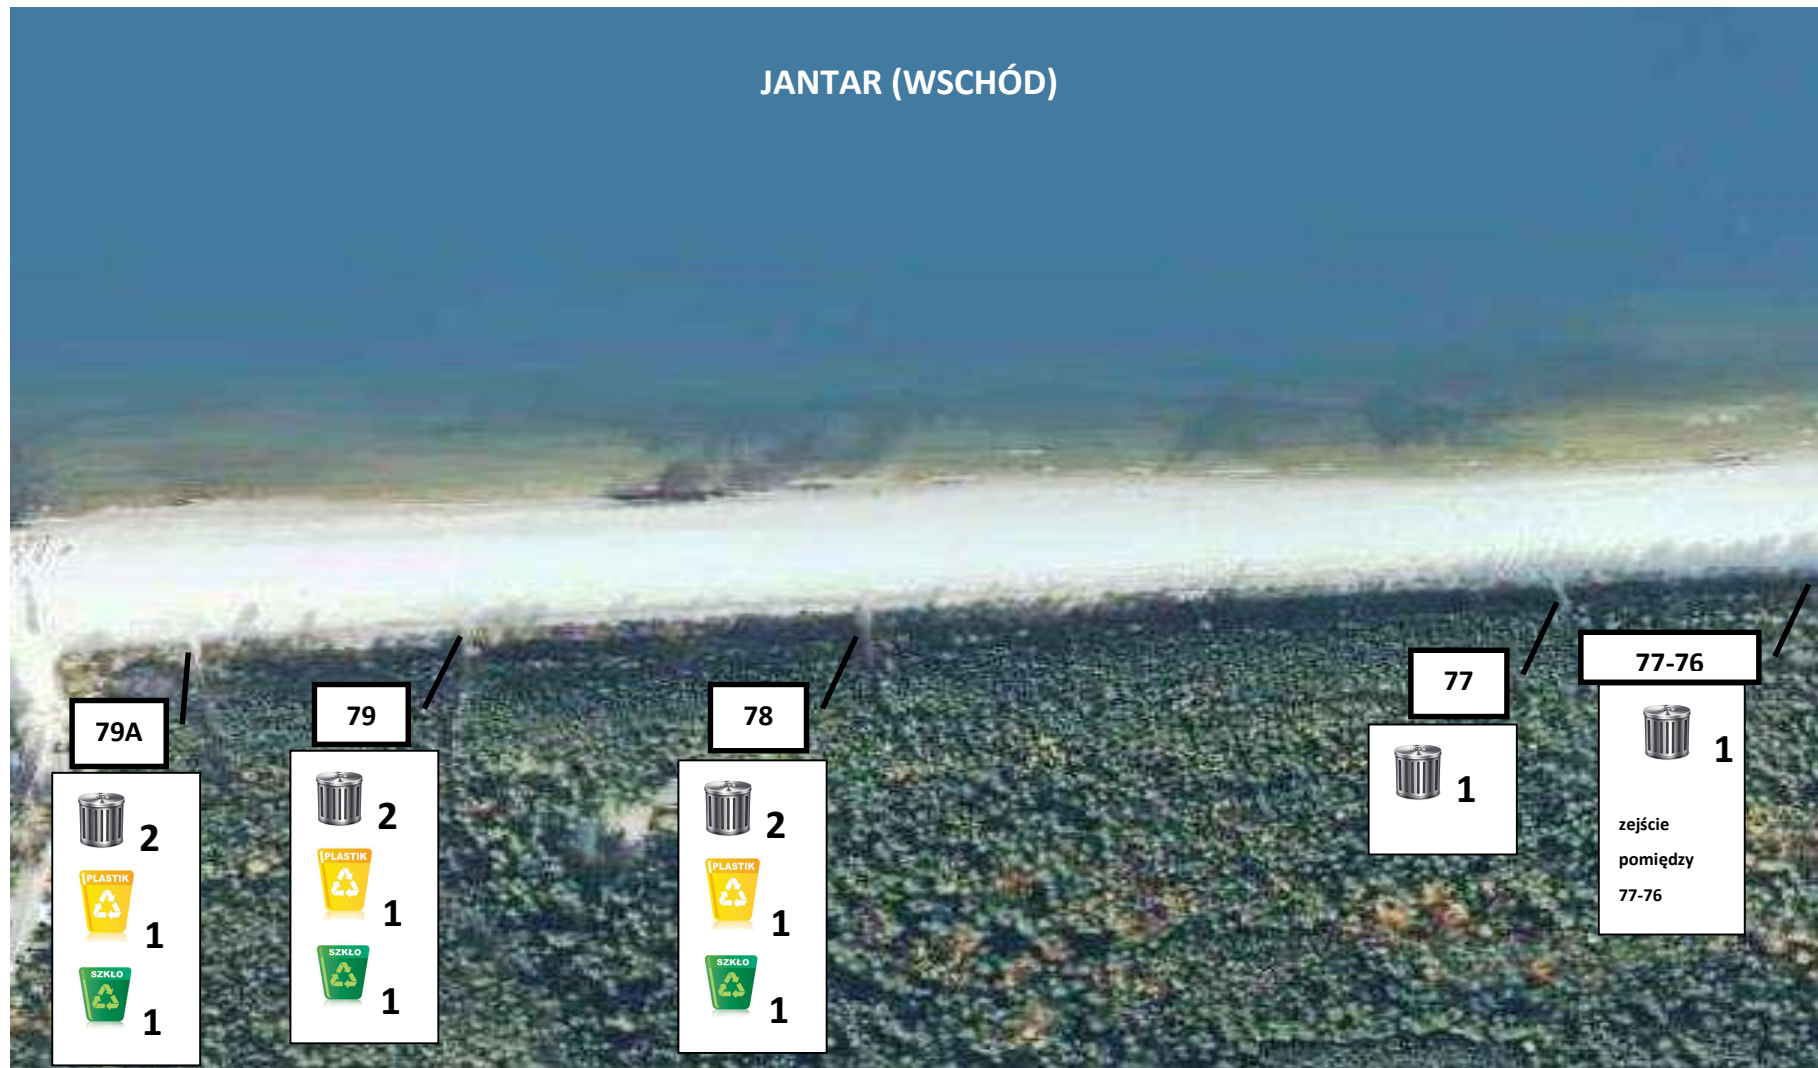 JANTAR (WSCHÓD)
79A
2
PLASTIK
1
SZKŁO
1
79
2
PLASTIK
1
SZKŁO
1
78
2
PLASTIK
1
SZKŁO
1
77
1
77-76
1
zejście
pomiędzy
77-76